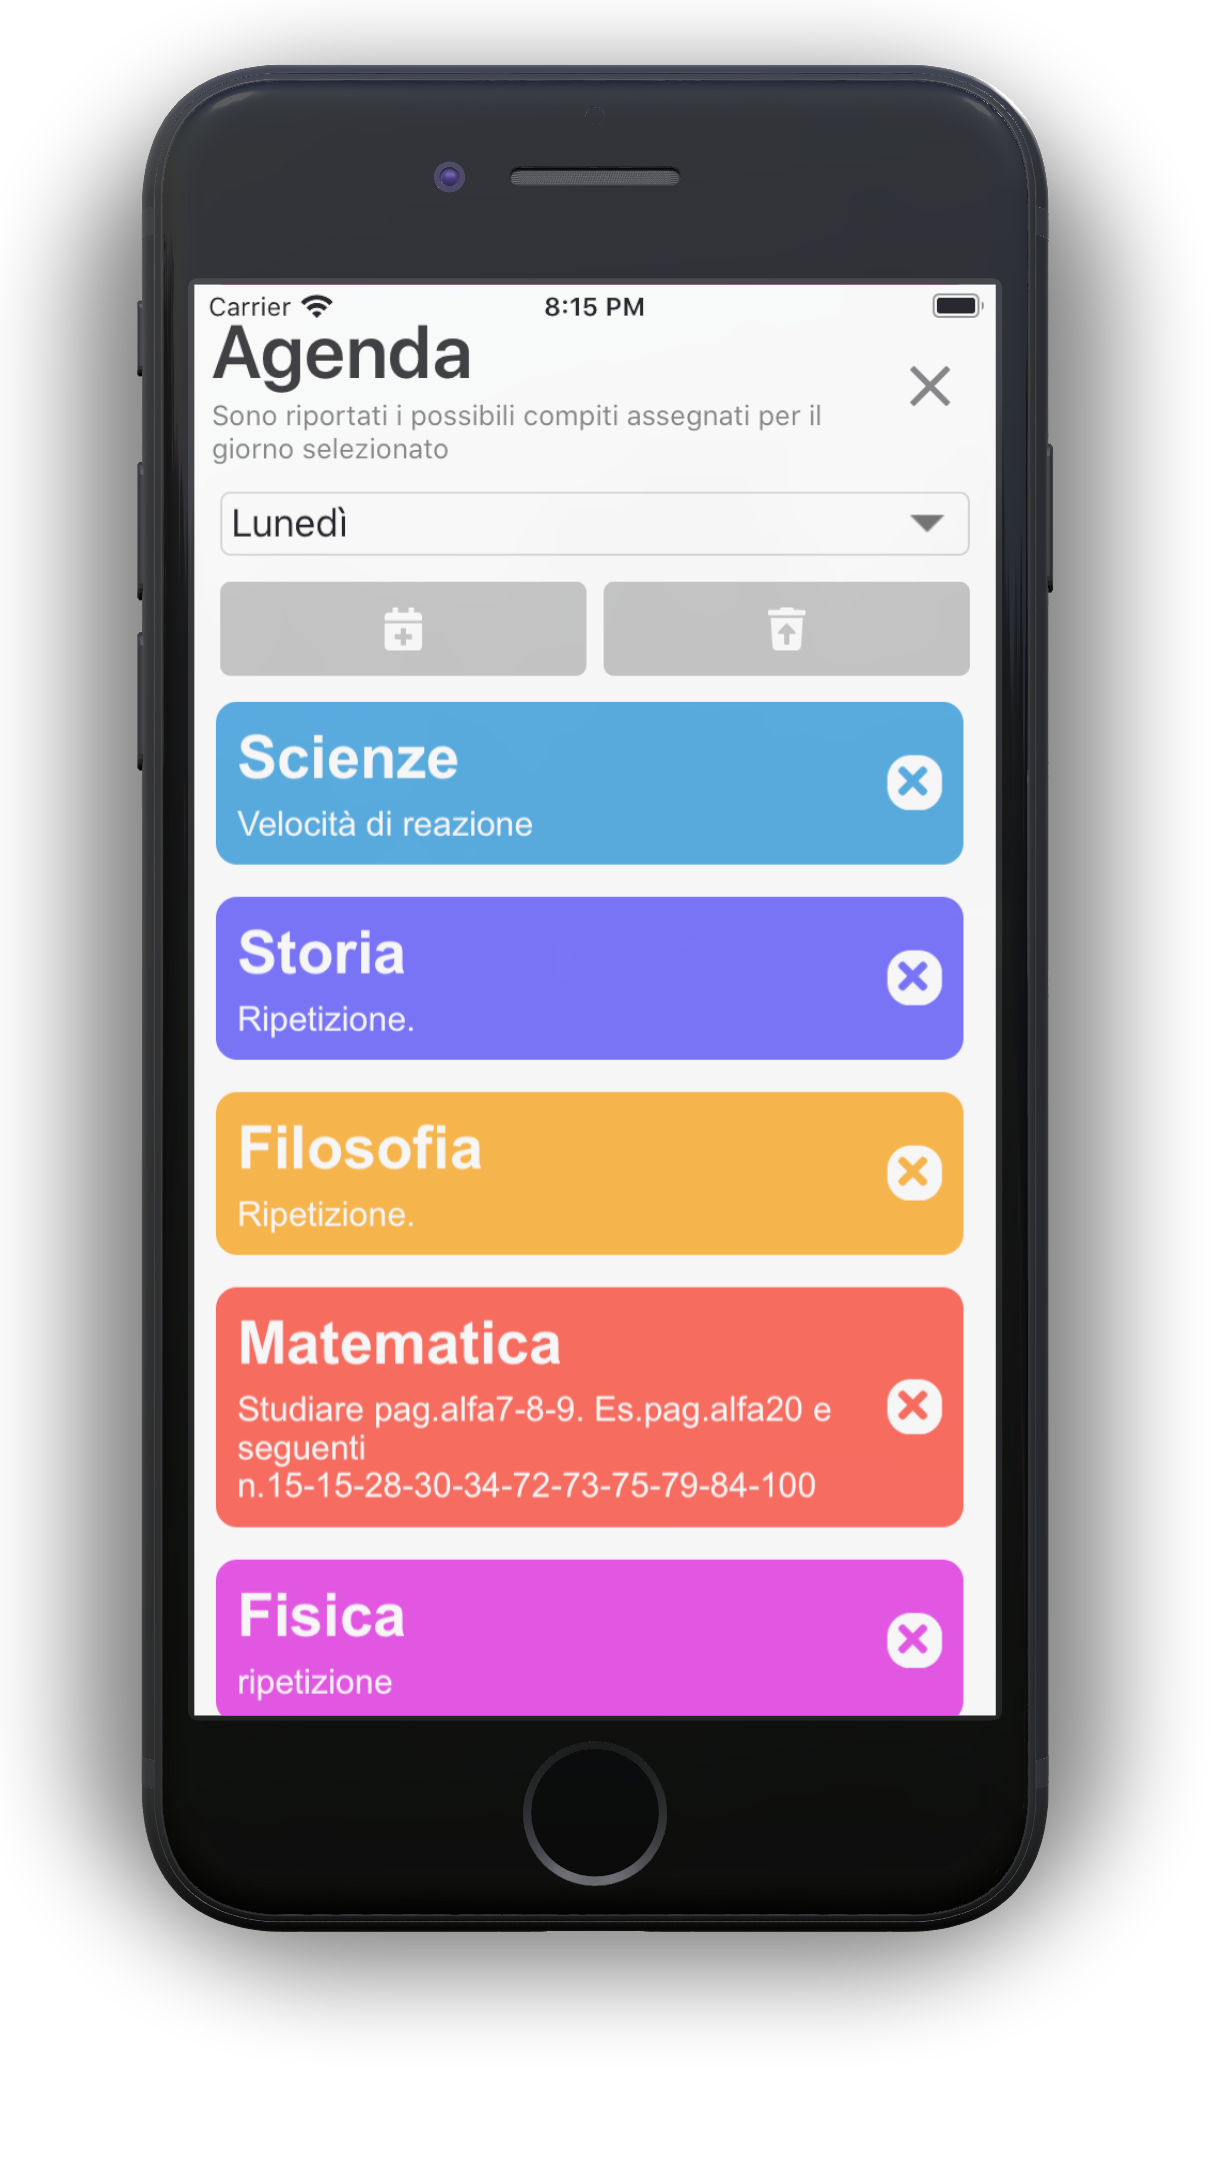 Carrier 8:15 PM
Agenda
Sono riportati i possibili compiti assegnati per il
giorno selezionato
Lunedì
Scienze
Velocità di reazione
Storia
Ripetizione.
Filosofia
Ripetizione.
Matematica
Studiare pag.alfa7-8-9. Es.pag.alfa20 e
seguenti
n.15-15-28-30-34-72-73-75-79-84-100
Fisica
ripetizione